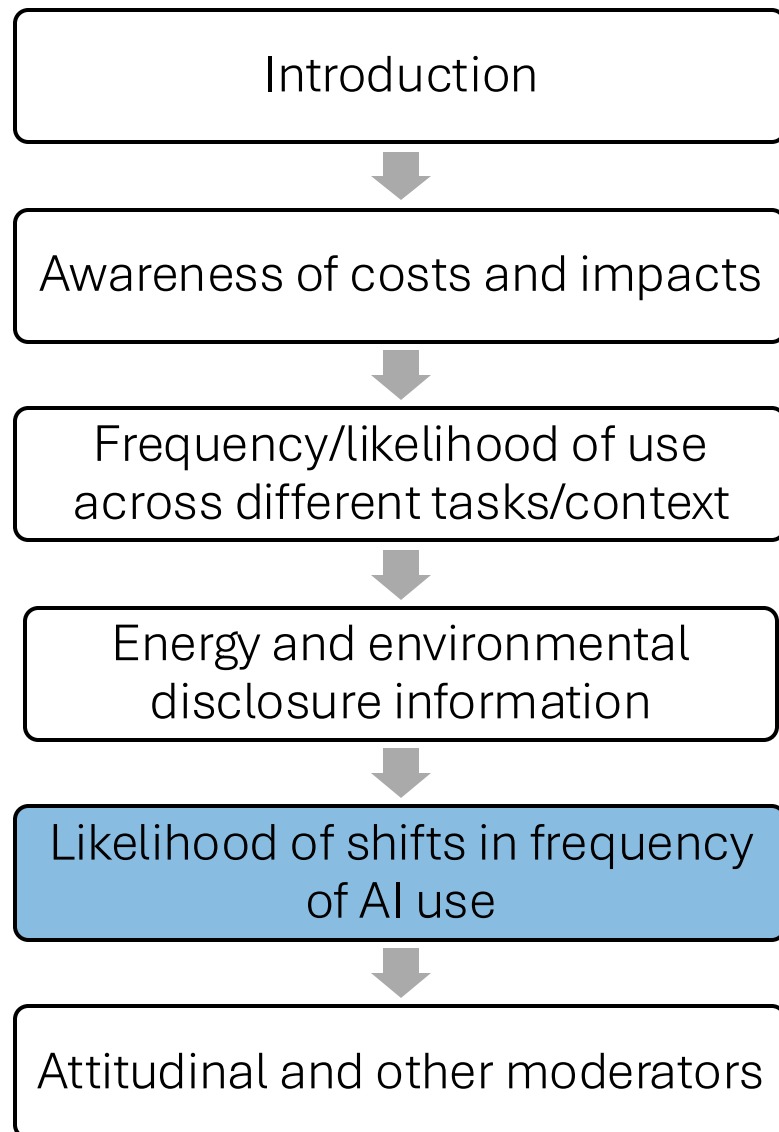 Introduction
Awareness of costs and impacts
Frequency/likelihood of use
across different tasks/context
Energy and environmental
disclosure information
Likelihood of shifts in frequency
of AI use
Attitudinal and other moderators